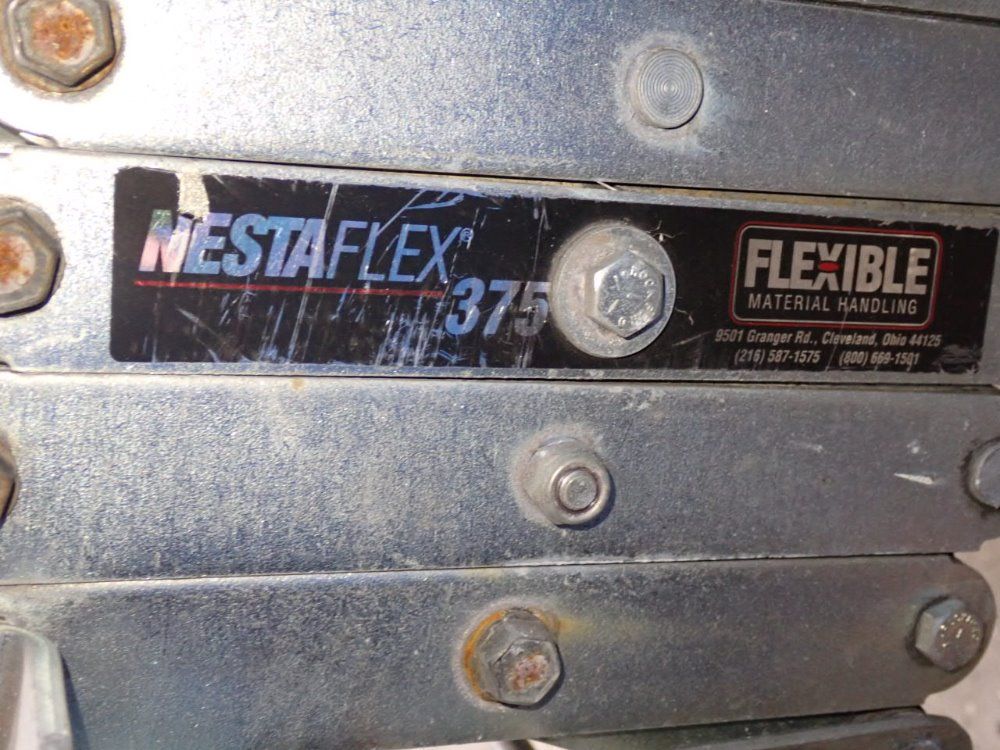 NESTAFLEX®
375
FLEXIBLE
MATERIAL HANDLING
9501 Granger Rd., Cleveland, Ohio 44125
(216) 587-1575 (800) 669-1501